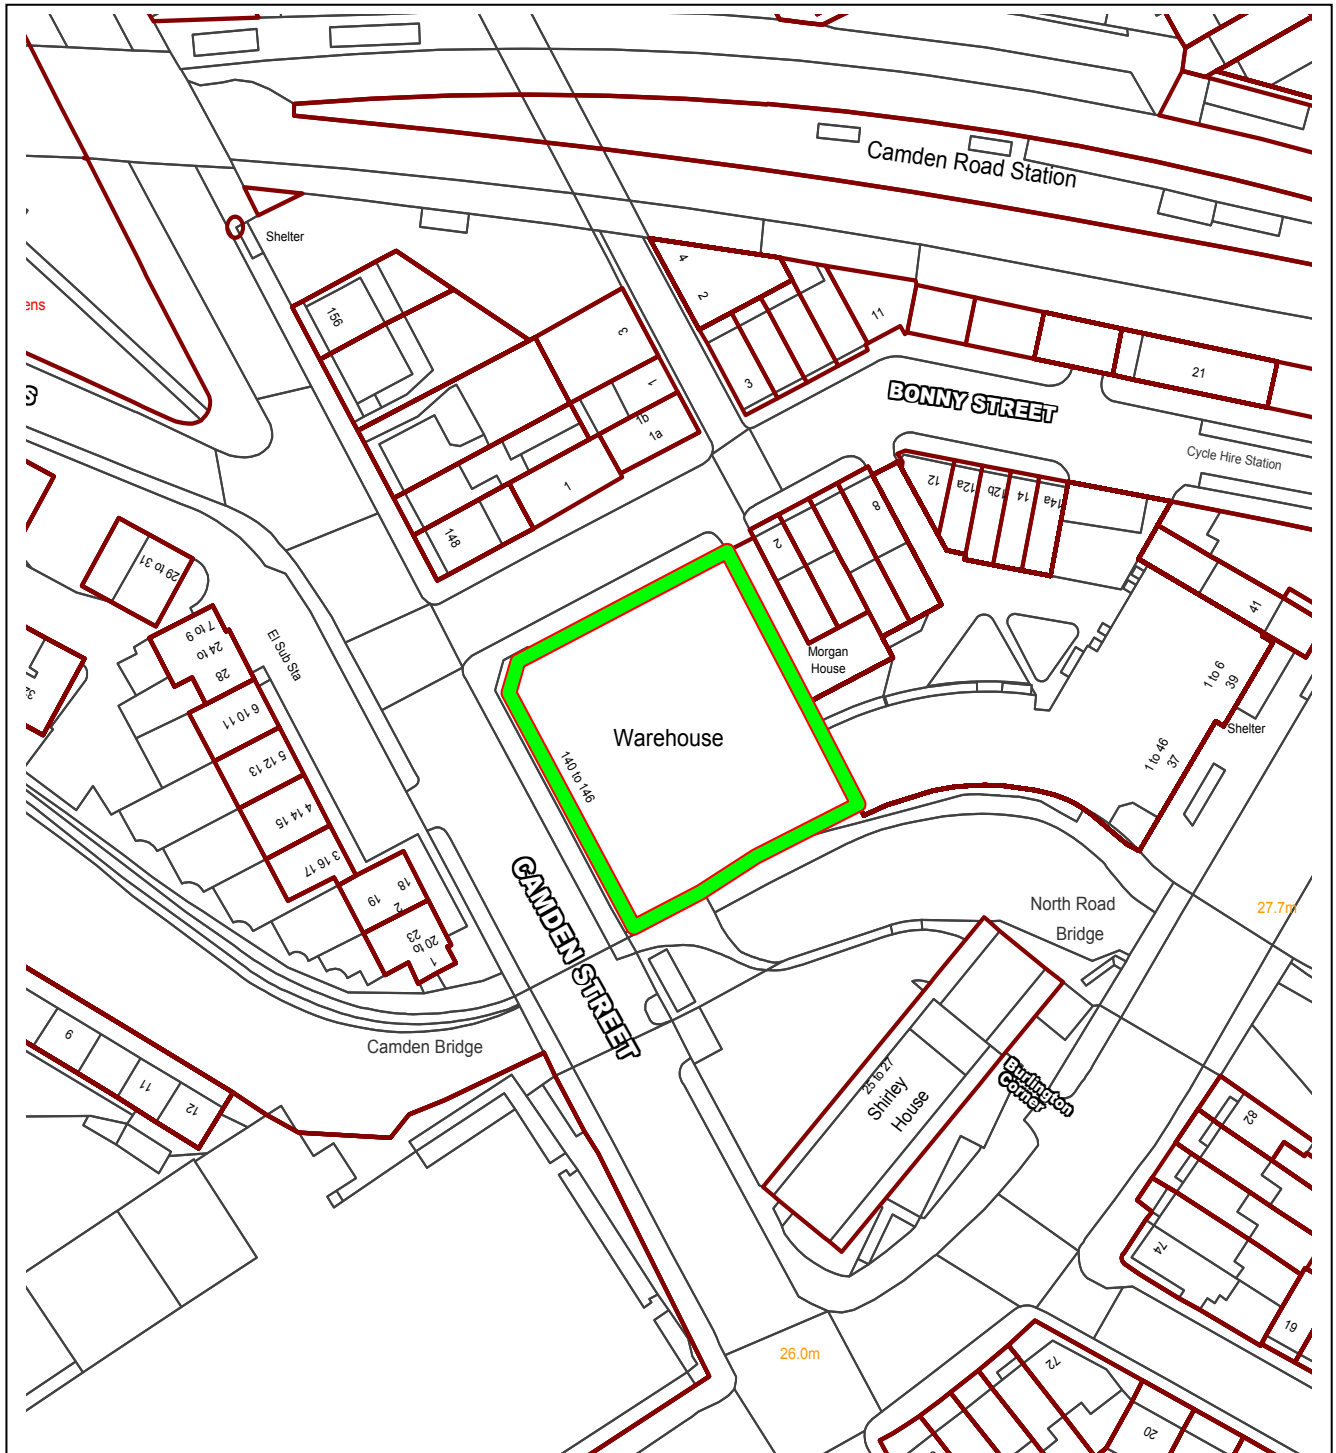 Camden Road Station
Shelter
ens
S
156
3
1
1b
1a
1
148
4
2
3
11
21
BONNY STREET
Cycle Hire Station
12
12a
12b
14
14a
2
8
Morgan
House
41
1 to 6
39
Shelter
1 to 46
37
29 to 31
7 to 9
24 to
28
El Sub Sta
6 10 11
5 12 13
4 14 15
3 16 17
18
19
2
20 to
23
1
32
Warehouse
140 to 146
CAMDEN STREET
North Road
Bridge
27.7m
Camden Bridge
9
11
12
25 to 27
Shirley
House
Burlington
Corner
82
74
19
26.0m
72
20